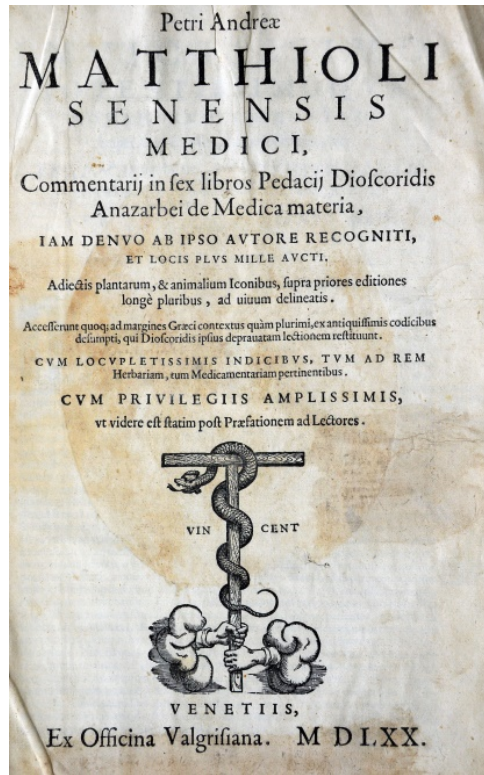 Petri Andreæ
MATTHIOLI
SENENSIS
MEDICI,
Commentarij in ſex libros Pedacij Dioſcoridis
Anazarbei de Medica materia,
IAM DENVO AB IPSO AVTORE RECOGNITI,
ET LOCIS PLVS MILLE AVCTI.
Adiectis plantarum, & animalium Iconibus, ſupra priores editiones
longè pluribus, ad uiuum delineatis.
Acceſſerunt quoq; ad margines Græci contextus quàm plurimi, ex antiquiſſimis codicibus
deſumpti, qui Dioſcoridis ipſius deprauatam lectionem reſtituunt.
CVM LOCVPLETISSIMIS INDICIBVS, TVM AD REM
Herbariam, tum Medicamentariam pertinentibus.
CVM PRIVILEGIIS AMPLISSIMIS,
vt videre eſt ſtatim poſt Præfationem ad Lectores.
VIN CENT
VENETIIS,
Ex Officina Valgriſiana. M D LXX.